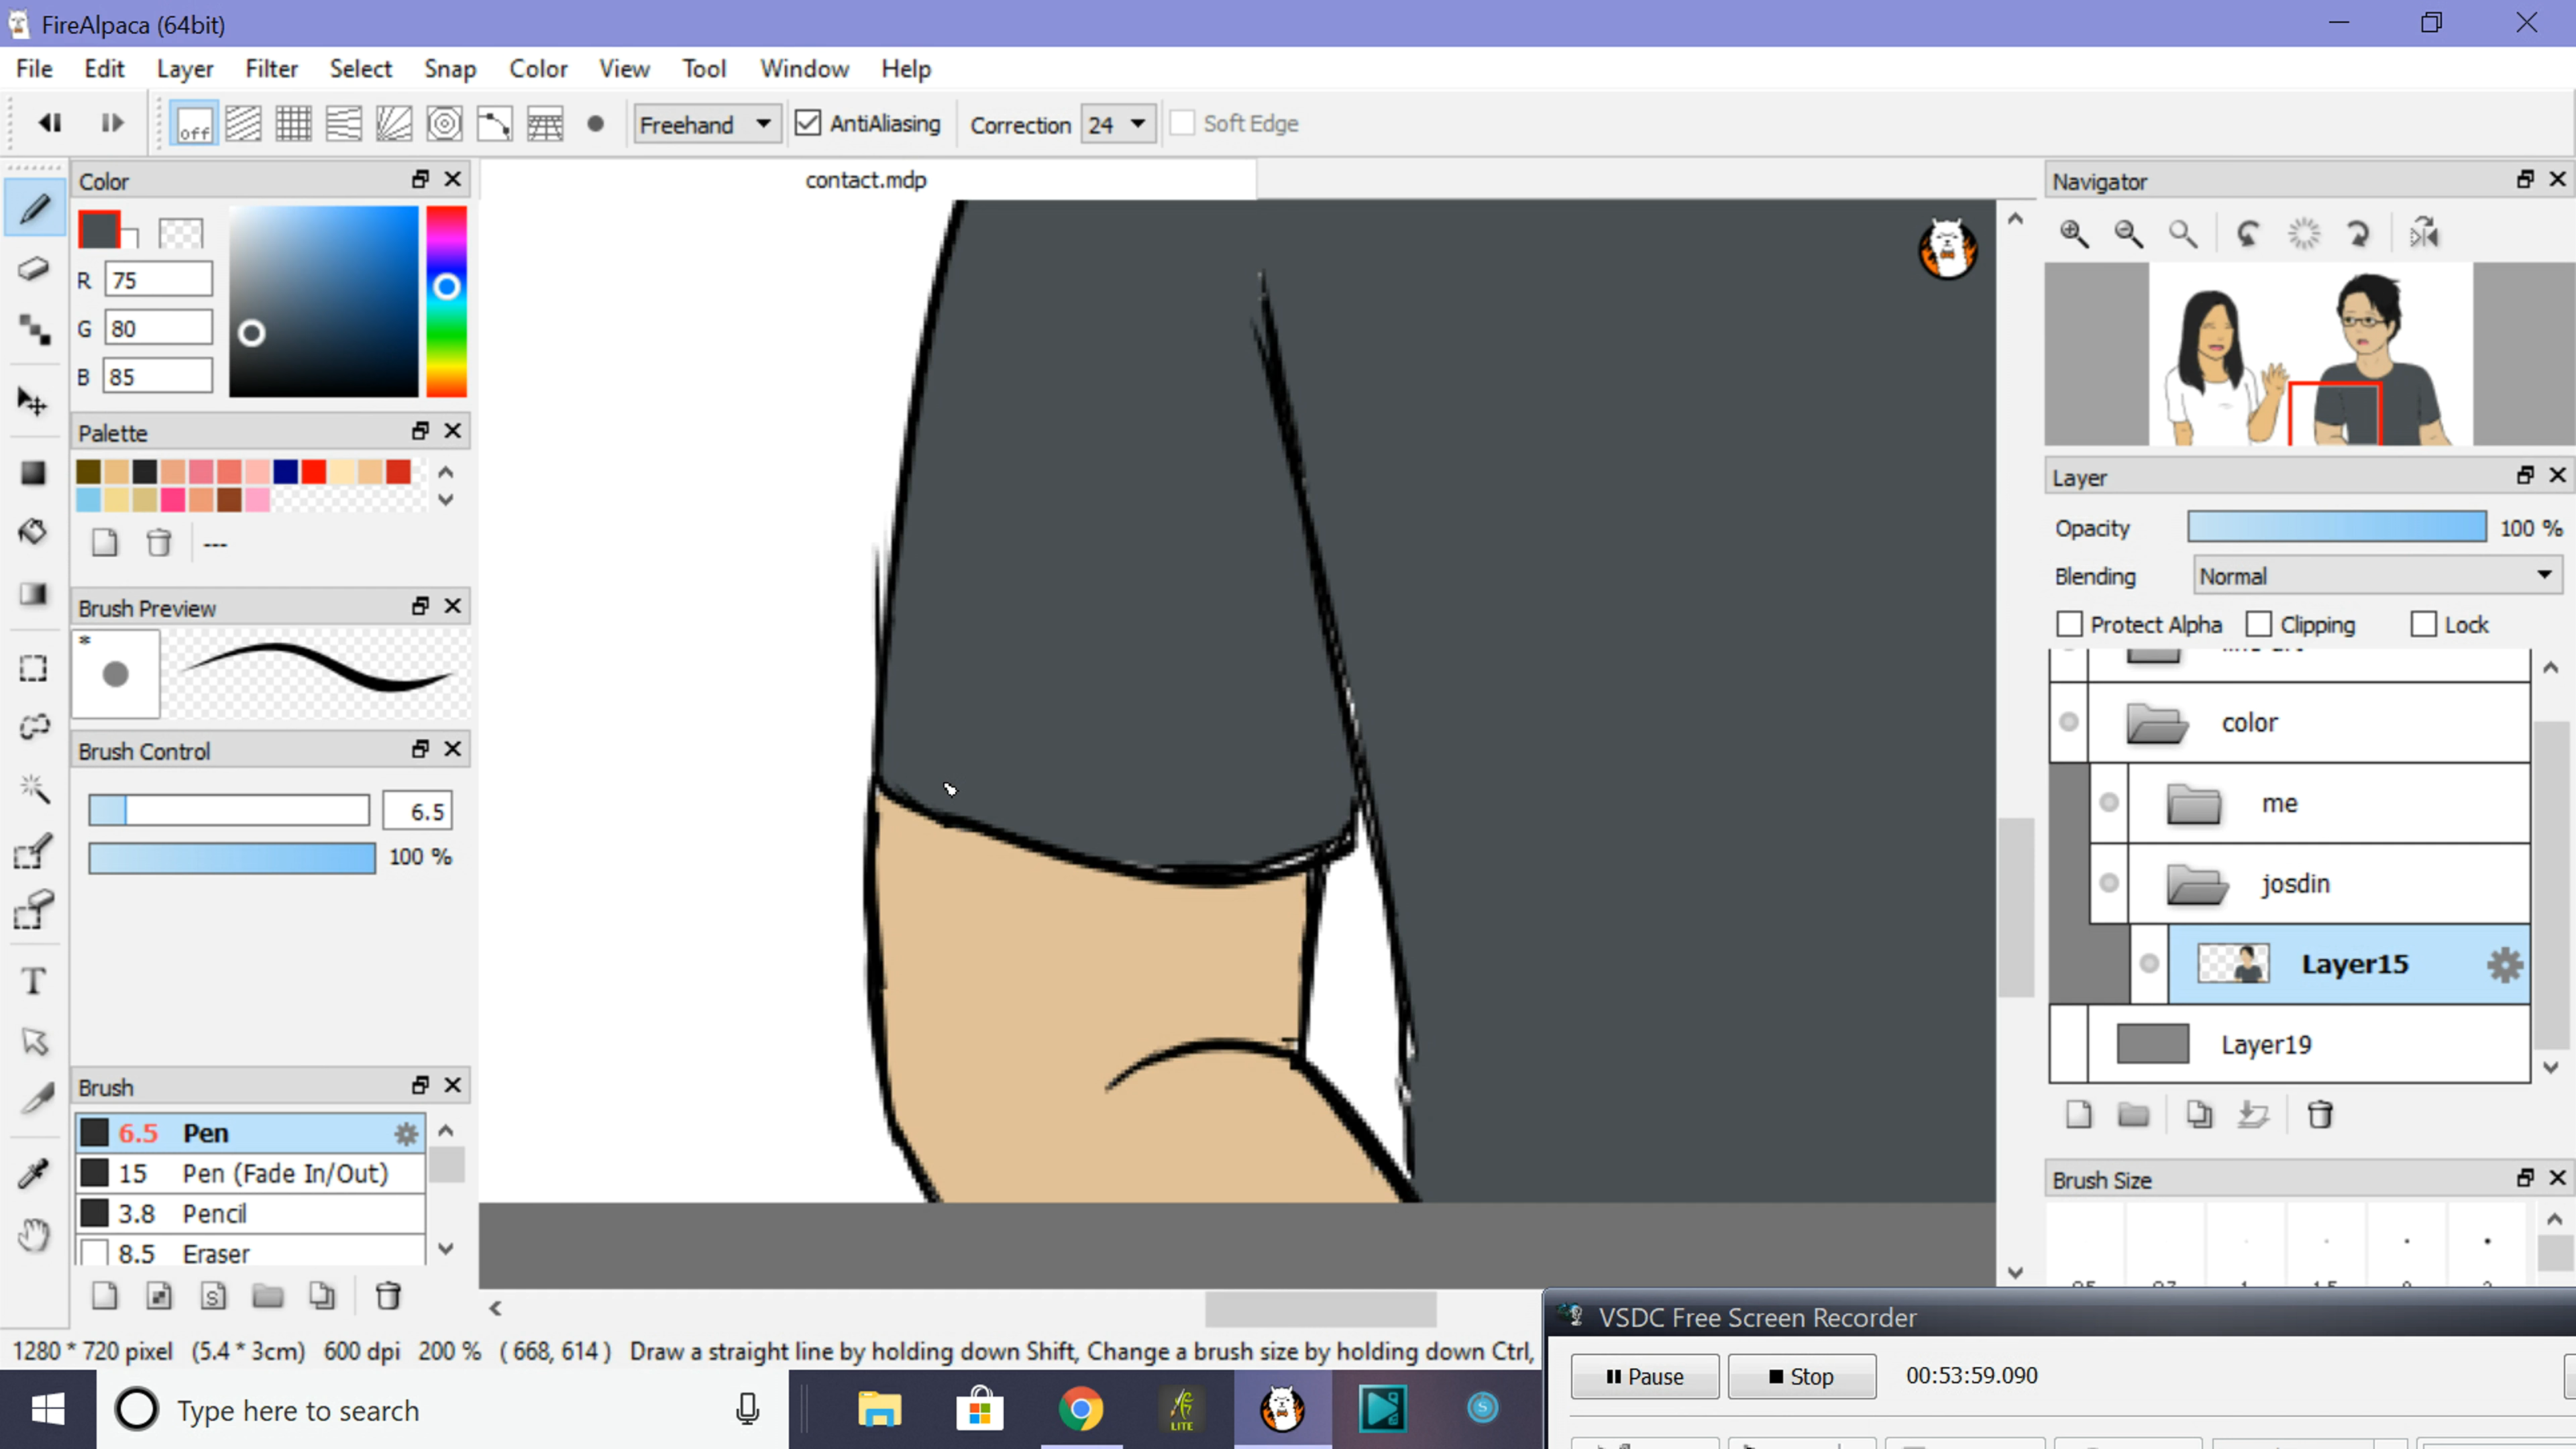 FireAlpaca (64bit)
File Edit Layer Filter Select Snap Color View Tool Window Help
off Freehand AntiAliasing Correction 24 Soft Edge
Color
contact.mdp
Navigator
R 75
G 80
B 85
Palette
---
Layer
Opacity 100 %
Blending Normal
Protect Alpha Clipping Lock
Brush Preview
*
color
Brush Control
me
6.5
100 %
josdin
Layer15
Layer19
Brush
6.5 Pen
15 Pen (Fade In/Out)
3.8 Pencil
8.5 Eraser
Brush Size
VSDC Free Screen Recorder
1280 * 720 pixel (5.4 * 3cm) 600 dpi 200 % ( 668, 614 ) Draw a straight line by holding down Shift, Change a brush size by holding down Ctrl,
Pause Stop 00:53:59.090
Type here to search
LITE
S